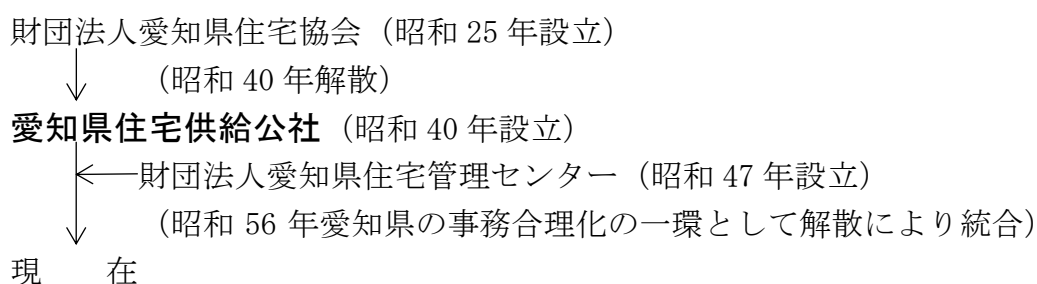 財団法人愛知県住宅協会（昭和 25 年設立）
（昭和 40 年解散）
愛知県住宅供給公社（昭和 40 年設立）
財団法人愛知県住宅管理センター（昭和 47 年設立）
（昭和 56 年愛知県の事務合理化の一環として解散により統合）
現　　在